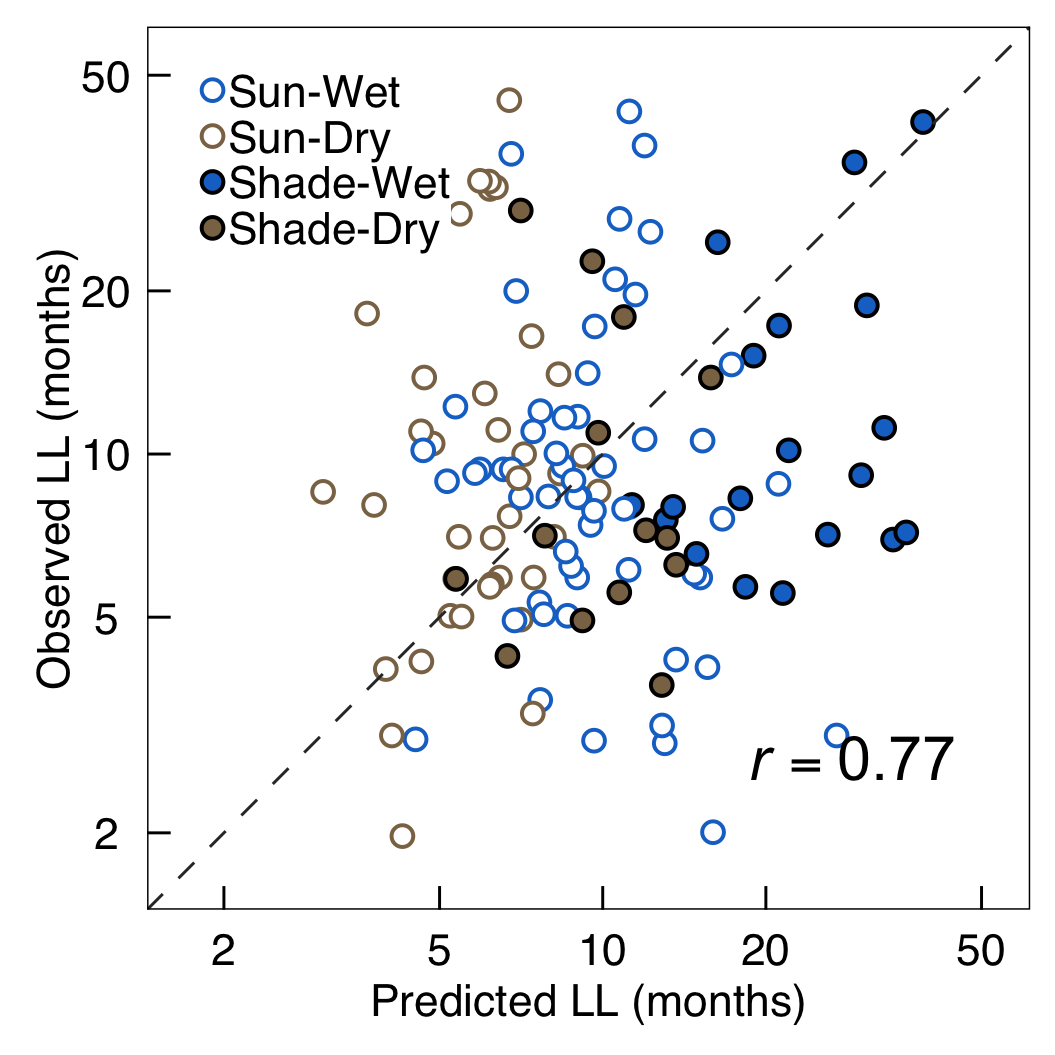 50
Sun-Wet
Sun-Dry
Shade-Wet
Shade-Dry
20
10
5
2
Observed LL (months)
r = 0.77
2 5 10 20 50
Predicted LL (months)